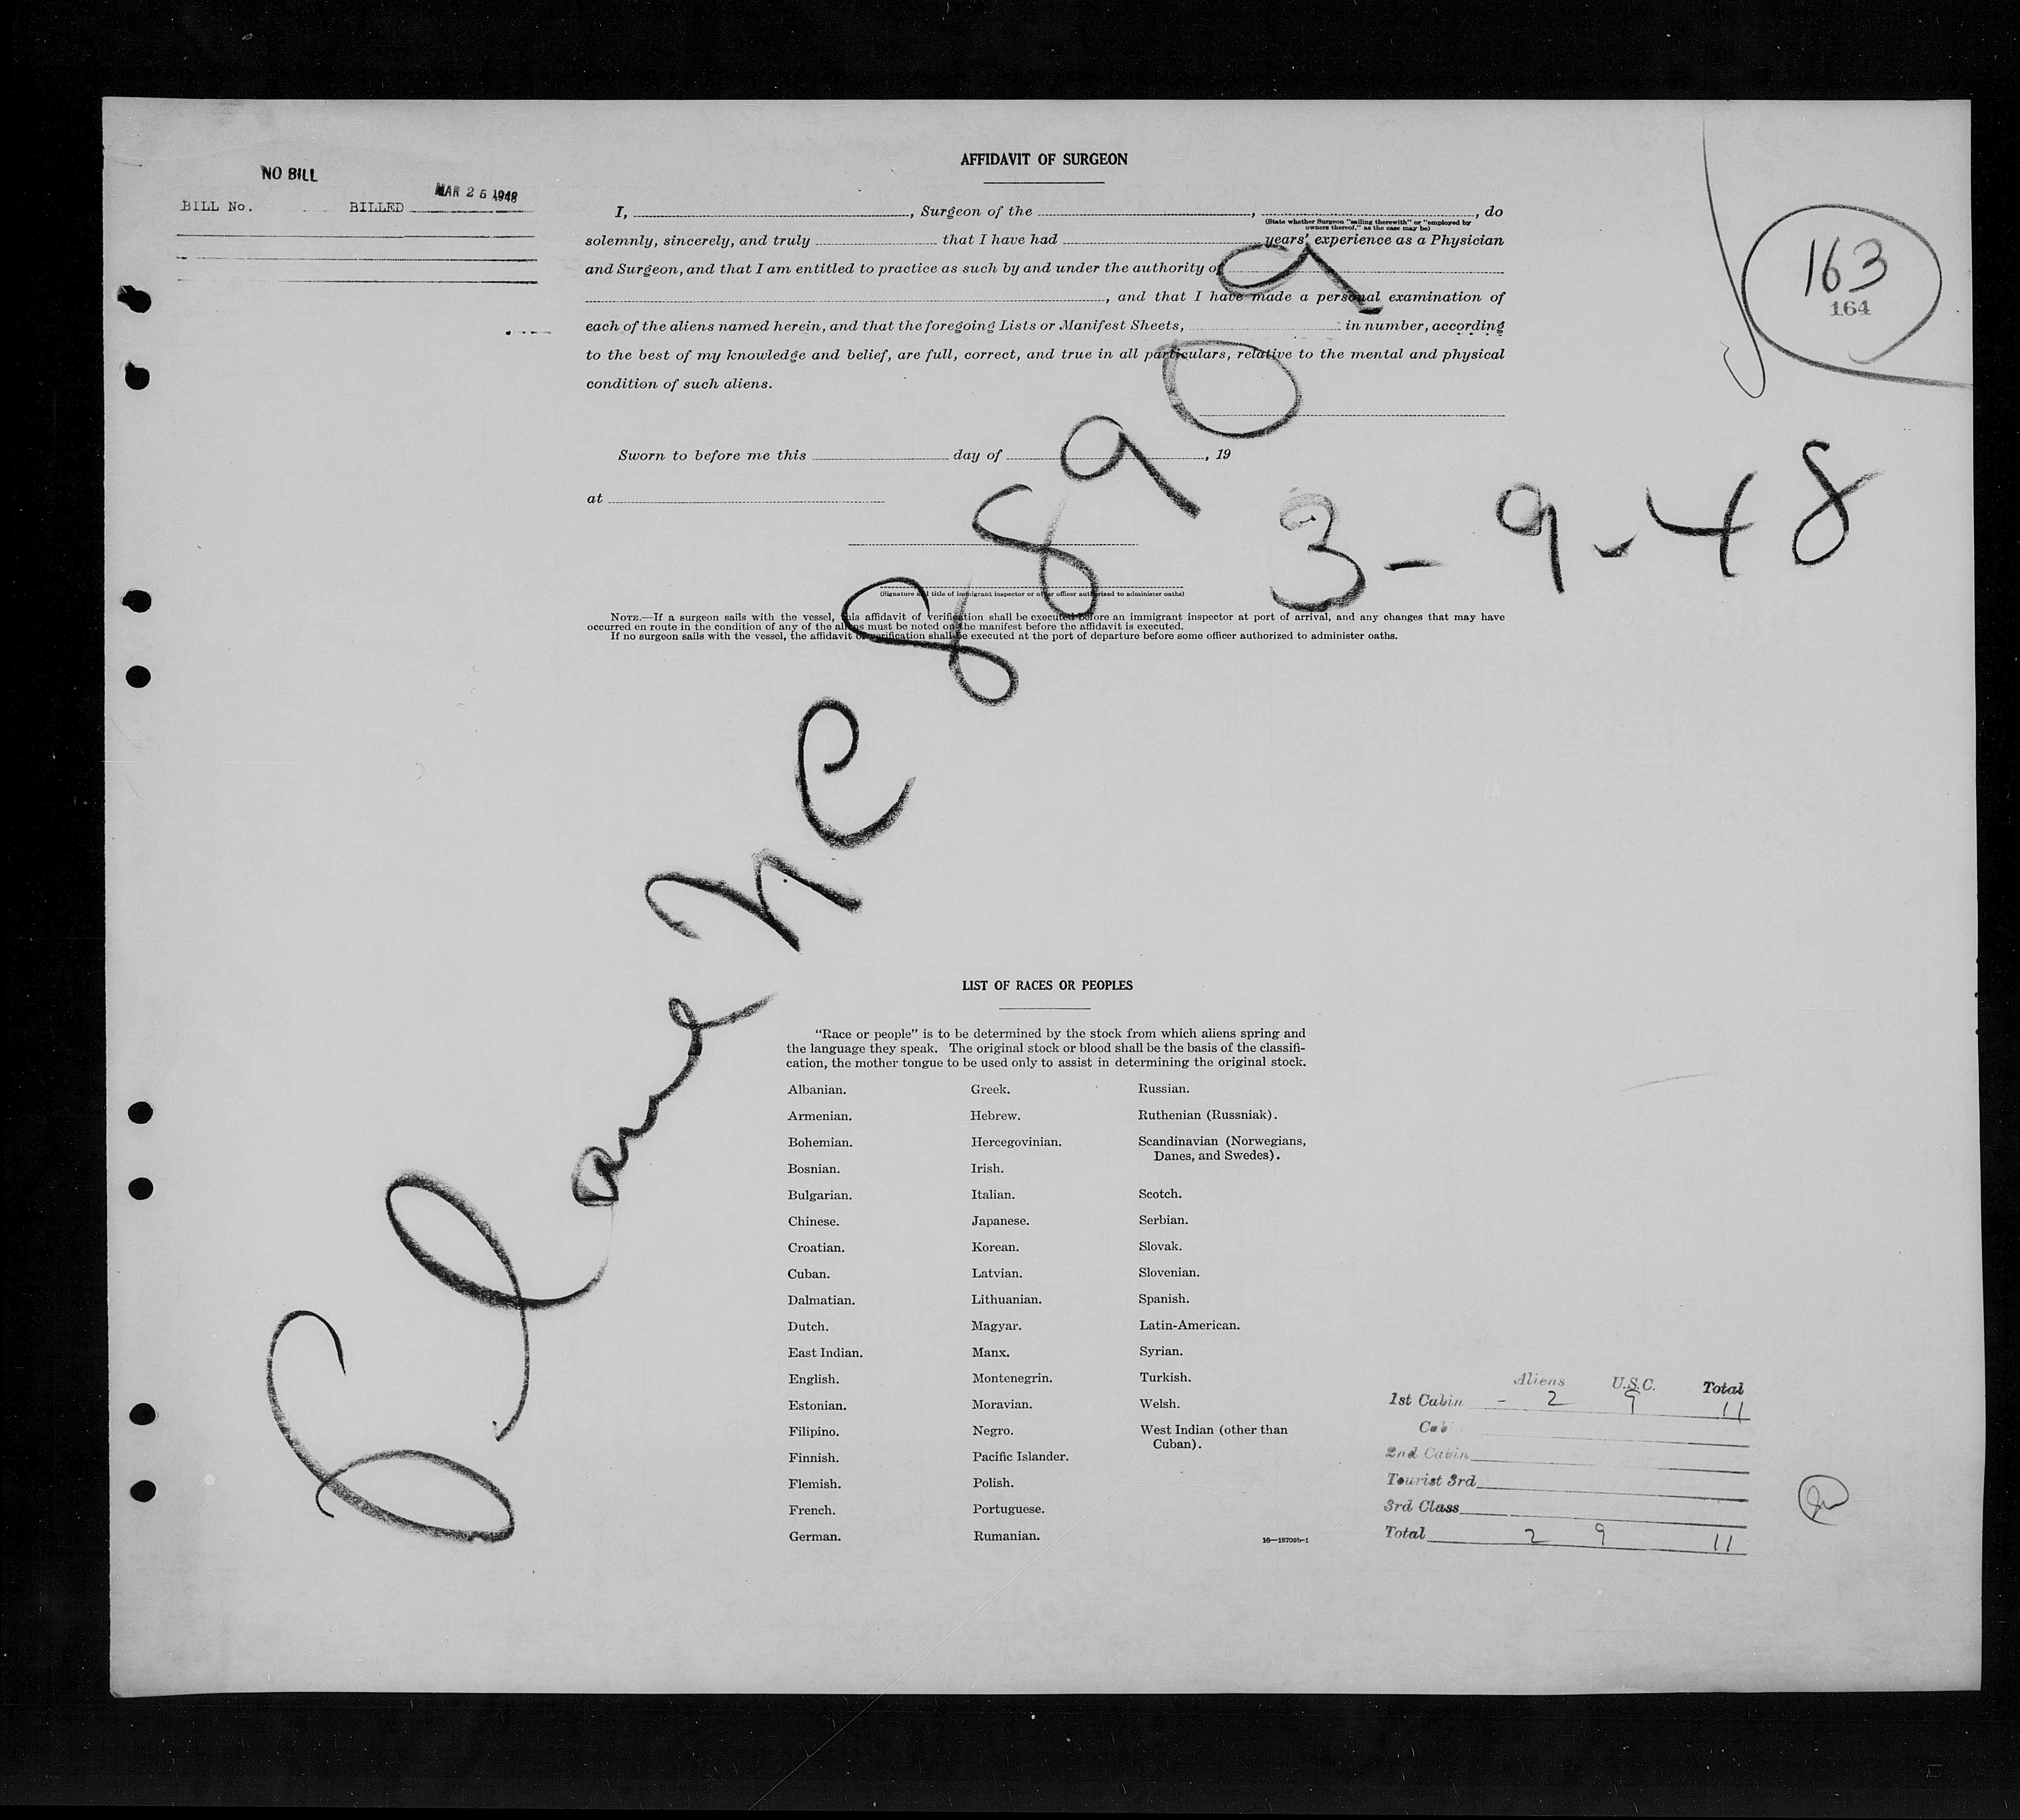 AFFIDAVIT OF SURGEON
NO BILL
BILL No. BILLED MAR 25 1948
I, , Surgeon of the , , do
(State whether Surgeon "sailing therewith" or "employed by
owners thereof," as the case may be)
solemnly, sincerely, and truly that I have had years' experience as a Physician
and Surgeon, and that I am entitled to practice as such by and under the authority of
, and that I have made a personal examination of
each of the aliens named herein, and that the foregoing Lists or Manifest Sheets, in number, according
to the best of my knowledge and belief, are full, correct, and true in all particulars, relative to the mental and physical
condition of such aliens.
163
164
Sworn to before me this day of , 19
at
(Signature and title of immigrant inspector or other officer authorized to administer oaths)
NOTE.—If a surgeon sails with the vessel, this affidavit of verification shall be executed before an immigrant inspector at port of arrival, and any changes that may have
occurred en route in the condition of any of the aliens must be noted on the manifest before the affidavit is executed.
If no surgeon sails with the vessel, the affidavit of verification shall be executed at the port of departure before some officer authorized to administer oaths.
Plane NC 88909
3-9-48
LIST OF RACES OR PEOPLES
"Race or people" is to be determined by the stock from which aliens spring and
the language they speak. The original stock or blood shall be the basis of the classifi-
cation, the mother tongue to be used only to assist in determining the original stock.
Albanian.
Armenian.
Bohemian.
Bosnian.
Bulgarian.
Chinese.
Croatian.
Cuban.
Dalmatian.
Dutch.
East Indian.
English.
Estonian.
Filipino.
Finnish.
Flemish.
French.
German.
Greek.
Hebrew.
Hercegovinian.
Irish.
Italian.
Japanese.
Korean.
Latvian.
Lithuanian.
Magyar.
Manx.
Montenegrin.
Moravian.
Negro.
Pacific Islander.
Polish.
Portuguese.
Rumanian.
Russian.
Ruthenian (Russniak).
Scandinavian (Norwegians,
Danes, and Swedes).
Scotch.
Serbian.
Slovak.
Slovenian.
Spanish.
Latin-American.
Syrian.
Turkish.
Welsh.
West Indian (other than
Cuban).
16—18709b-1
Aliens U.S.C. Total
1st Cabin - 2 9 11
Cabin
2nd Cabin
Tourist 3rd
3rd Class
Total 2 9 11